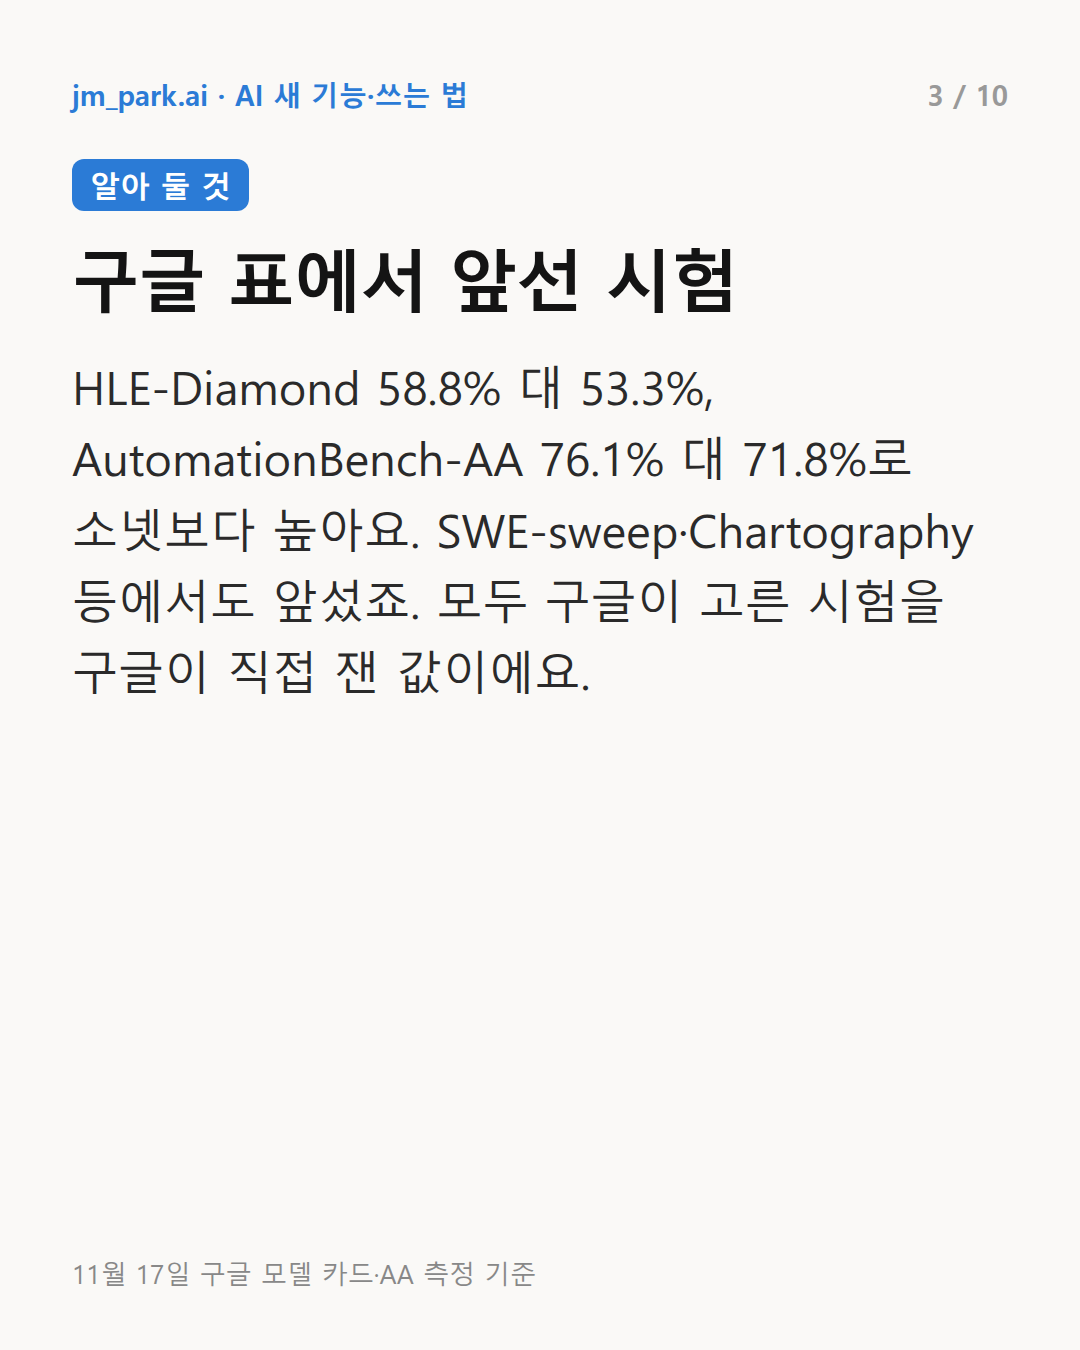 jm_park.ai · AI 새 기능·쓰는 법
3 / 10
알아 둘 것
구글 표에서 앞선 시험
HLE-Diamond 58.8% 대 53.3%,
AutomationBench-AA 76.1% 대 71.8%로
소넷보다 높아요. SWE-sweep·Chartography
등에서도 앞섰죠. 모두 구글이 고른 시험을
구글이 직접 잰 값이에요.
11월 17일 구글 모델 카드·AA 측정 기준